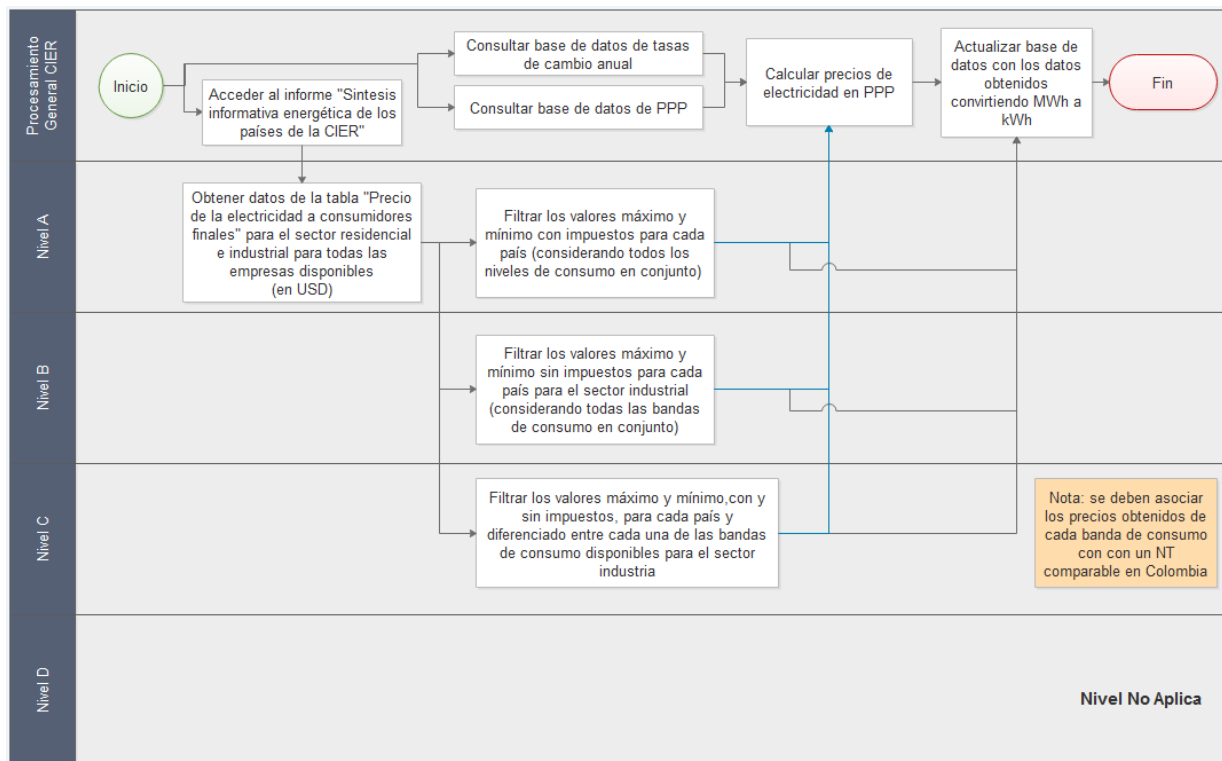 Procesamiento
General CIER
Inicio
Acceder al informe "Sintesis
informativa energética de los
países de la CIER"
Consultar base de datos de tasas
de cambio anual
Consultar base de datos de PPP
Calcular precios de
electricidad en PPP
Actualizar base de
datos con los datos
obtenidos
convirtiendo MWh a
kWh
Fin
Nivel A
Obtener datos de la tabla "Precio
de la electricidad a consumidores
finales" para el sector residencial
e industrial para todas las
empresas disponibles
(en USD)
Filtrar los valores máximo y
mínimo con impuestos para cada
país (considerando todos los
niveles de consumo en conjunto)
Nivel B
Filtrar los valores máximo y
mínimo sin impuestos para cada
país para el sector industrial
(considerando todas las bandas
de consumo en conjunto)
Nivel C
Filtrar los valores máximo y mínimo,con y
sin impuestos, para cada país y
diferenciado entre cada una de las bandas
de consumo disponibles para el sector
industria
Nota: se deben asociar
los precios obtenidos de
cada banda de consumo
con con un NT
comparable en Colombia
Nivel D
Nivel No Aplica